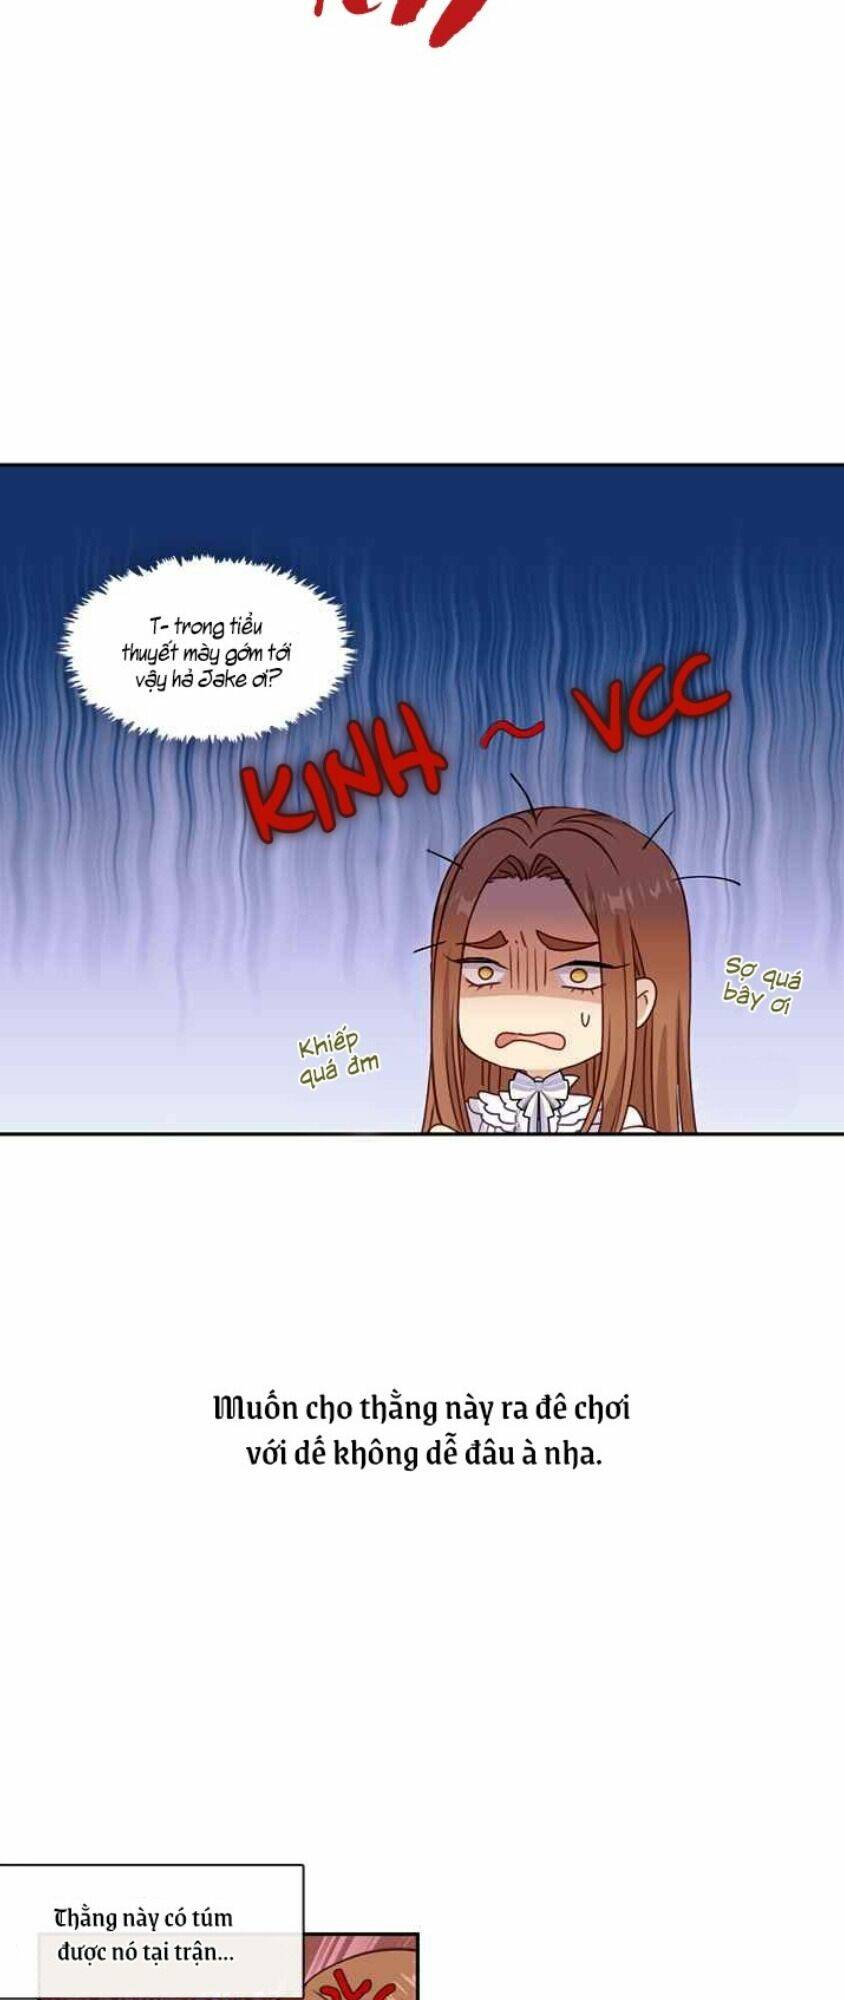 T- trong tiểu
thuyết mày gớm tới
vậy hả Jake ơi?
KINH ~ VCC
Sợ quá
bây ơi
Khiếp
quá đm
Muốn cho thằng này ra đê chơi
với dế không dễ đâu à nha.
Thằng này có túm
được nó tại trận...